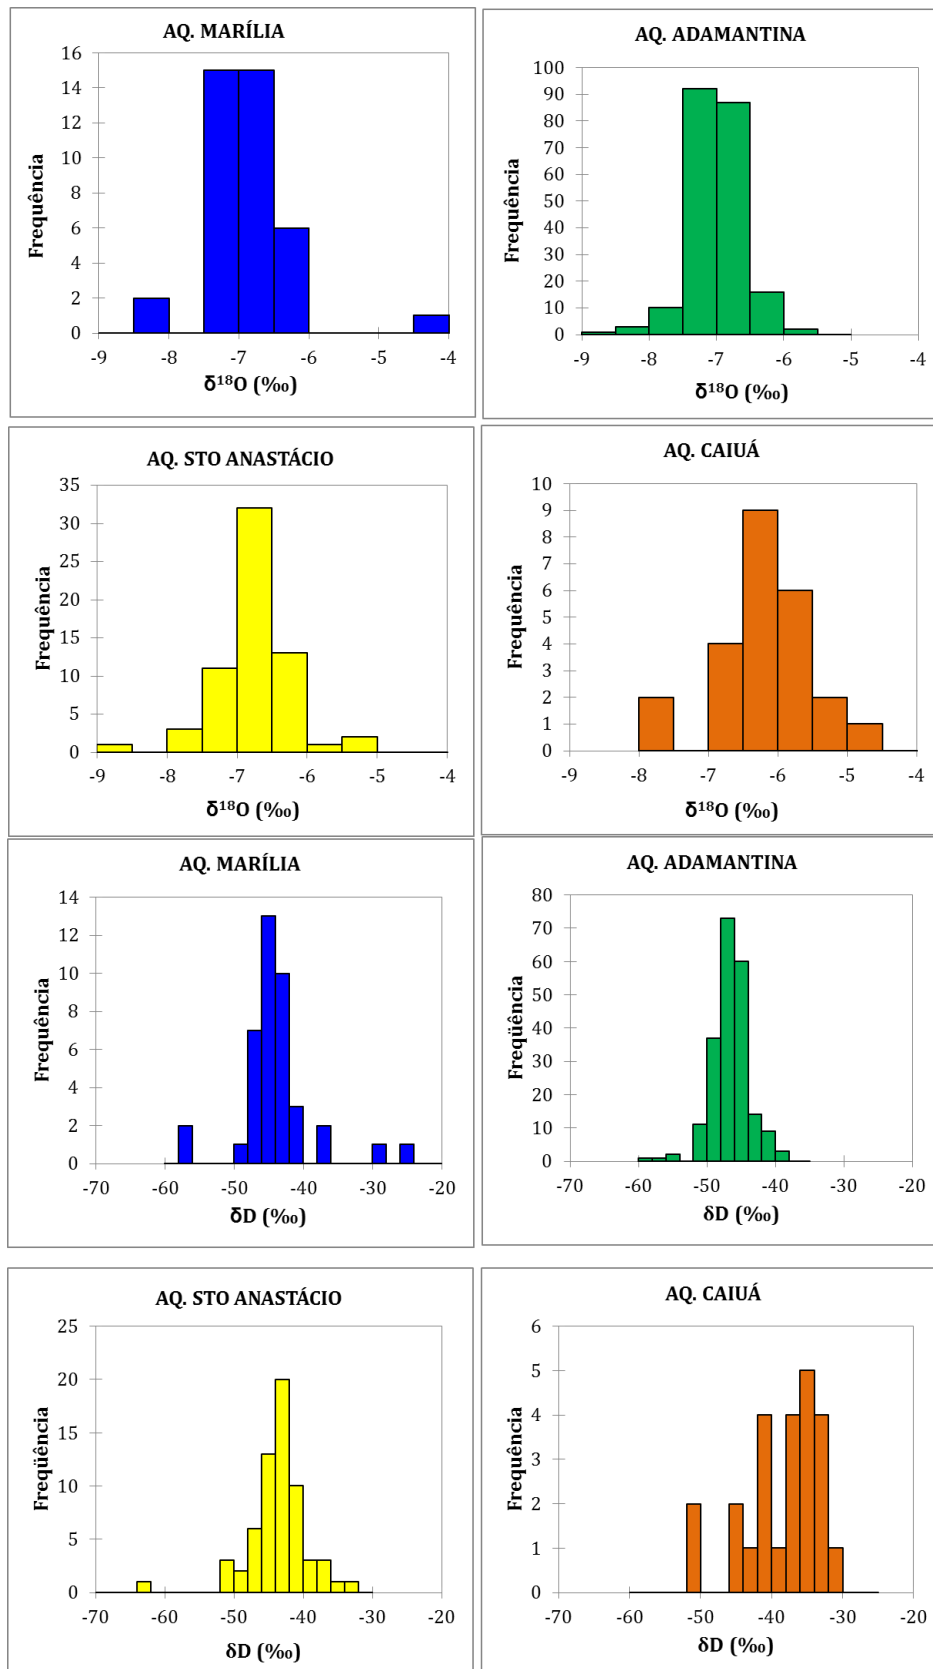 AQ. MARÍLIA
16
14
12
10
8
6
4
2
0
Frequência
-9 -8 -7 -6 -5 -4
δ¹⁸O (‰)
AQ. ADAMANTINA
100
90
80
70
60
50
40
30
20
10
0
Frequência
-9 -8 -7 -6 -5 -4
δ¹⁸O (‰)
AQ. STO ANASTÁCIO
35
30
25
20
15
10
5
0
Frequência
-9 -8 -7 -6 -5 -4
δ¹⁸O (‰)
AQ. CAIUÁ
10
9
8
7
6
5
4
3
2
1
0
Frequência
-9 -8 -7 -6 -5 -4
δ¹⁸O (‰)
AQ. MARÍLIA
14
12
10
8
6
4
2
0
Frequência
-70 -60 -50 -40 -30 -20
δD (‰)
AQ. ADAMANTINA
80
70
60
50
40
30
20
10
0
Freqüência
-70 -60 -50 -40 -30 -20
δD (‰)
AQ. STO ANASTÁCIO
25
20
15
10
5
0
Freqüência
-70 -60 -50 -40 -30 -20
δD (‰)
AQ. CAIUÁ
6
5
4
3
2
1
0
Frequência
-70 -60 -50 -40 -30 -20
δD (‰)